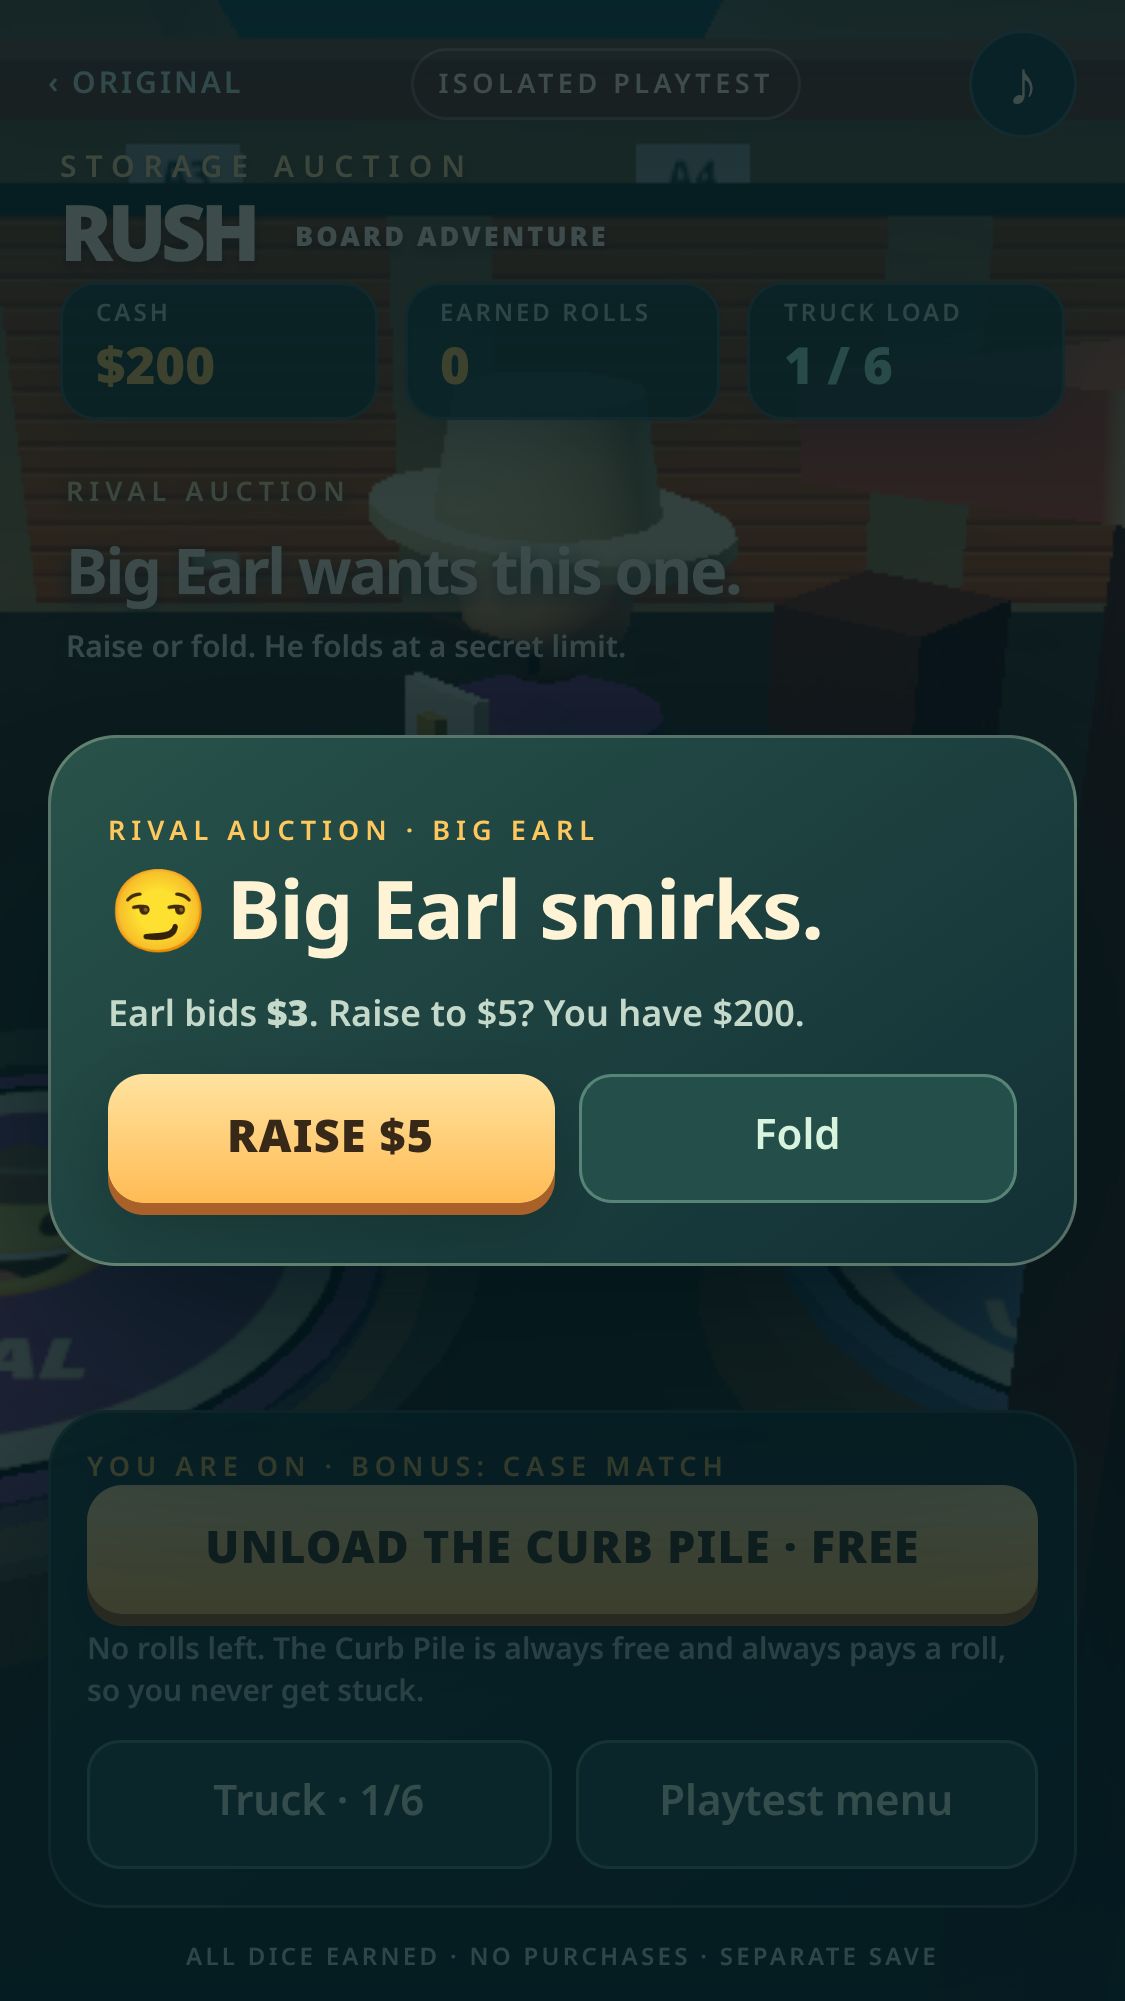 ‹ ORIGINAL
ISOLATED PLAYTEST
♪
STORAGE AUCTION
A4
RUSH BOARD ADVENTURE
CASH
$200
EARNED ROLLS
0
TRUCK LOAD
1 / 6
RIVAL AUCTION
Big Earl wants this one.
Raise or fold. He folds at a secret limit.
RIVAL AUCTION · BIG EARL
😏 Big Earl smirks.
Earl bids $3. Raise to $5? You have $200.
RAISE $5
Fold
YOU ARE ON · BONUS: CASE MATCH
UNLOAD THE CURB PILE · FREE
No rolls left. The Curb Pile is always free and always pays a roll,
so you never get stuck.
Truck · 1/6
Playtest menu
ALL DICE EARNED · NO PURCHASES · SEPARATE SAVE